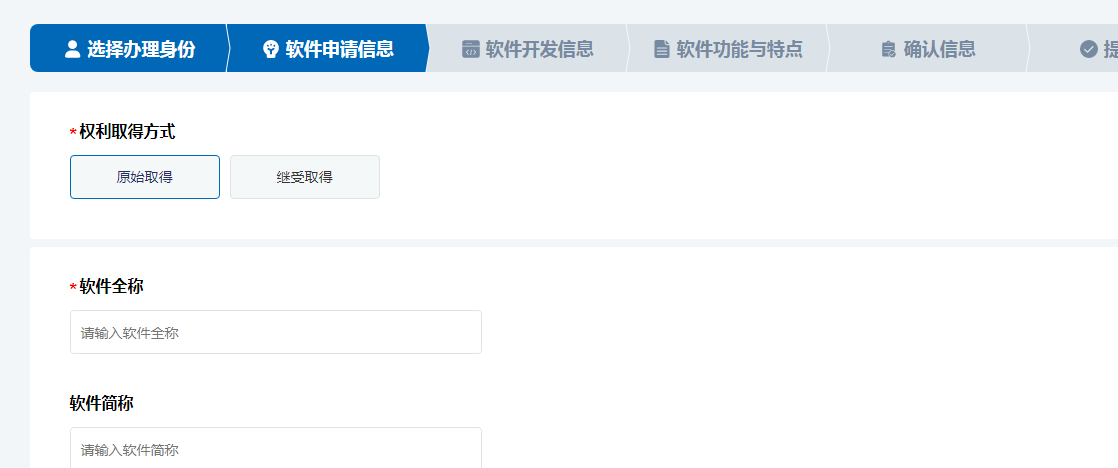 选择办理身份 软件申请信息 软件开发信息 软件功能与特点 确认信息 提
*权利取得方式
原始取得 继受取得
*软件全称
请输入软件全称
软件简称
请输入软件简称